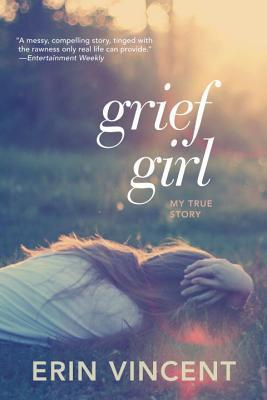 “A messy, compelling story, tinged with
the rawness only real life can provide.”
—Entertainment Weekly
grief
girl
MY TRUE
STORY
ERIN VINCENT